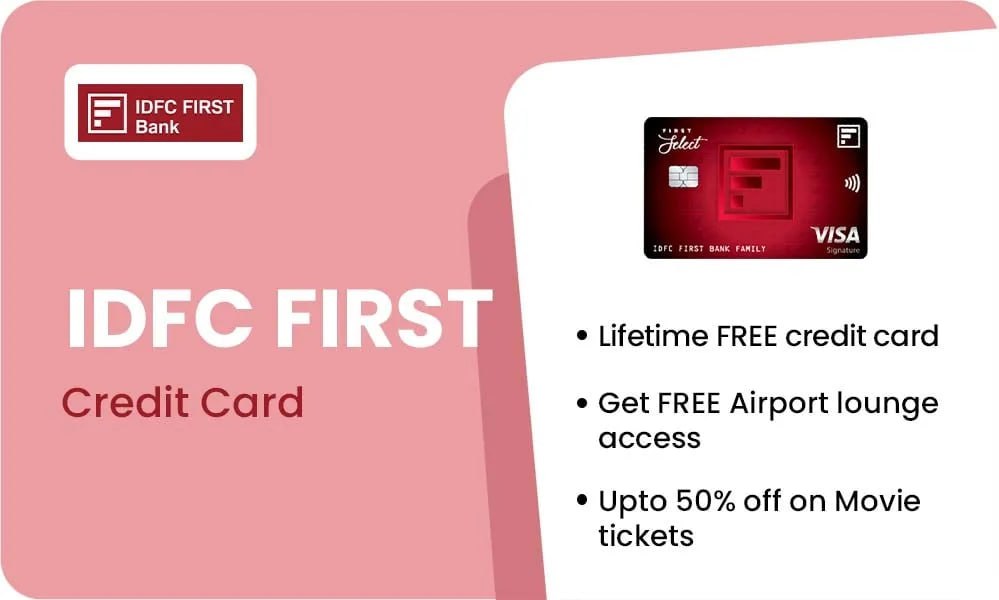 IDFC FIRST
Bank
IDFC FIRST
Credit Card
FIRST
Select
VISA
Signature
IDFC FIRST BANK FAMILY
• Lifetime FREE credit card
• Get FREE Airport lounge
access
• Upto 50% off on Movie
tickets